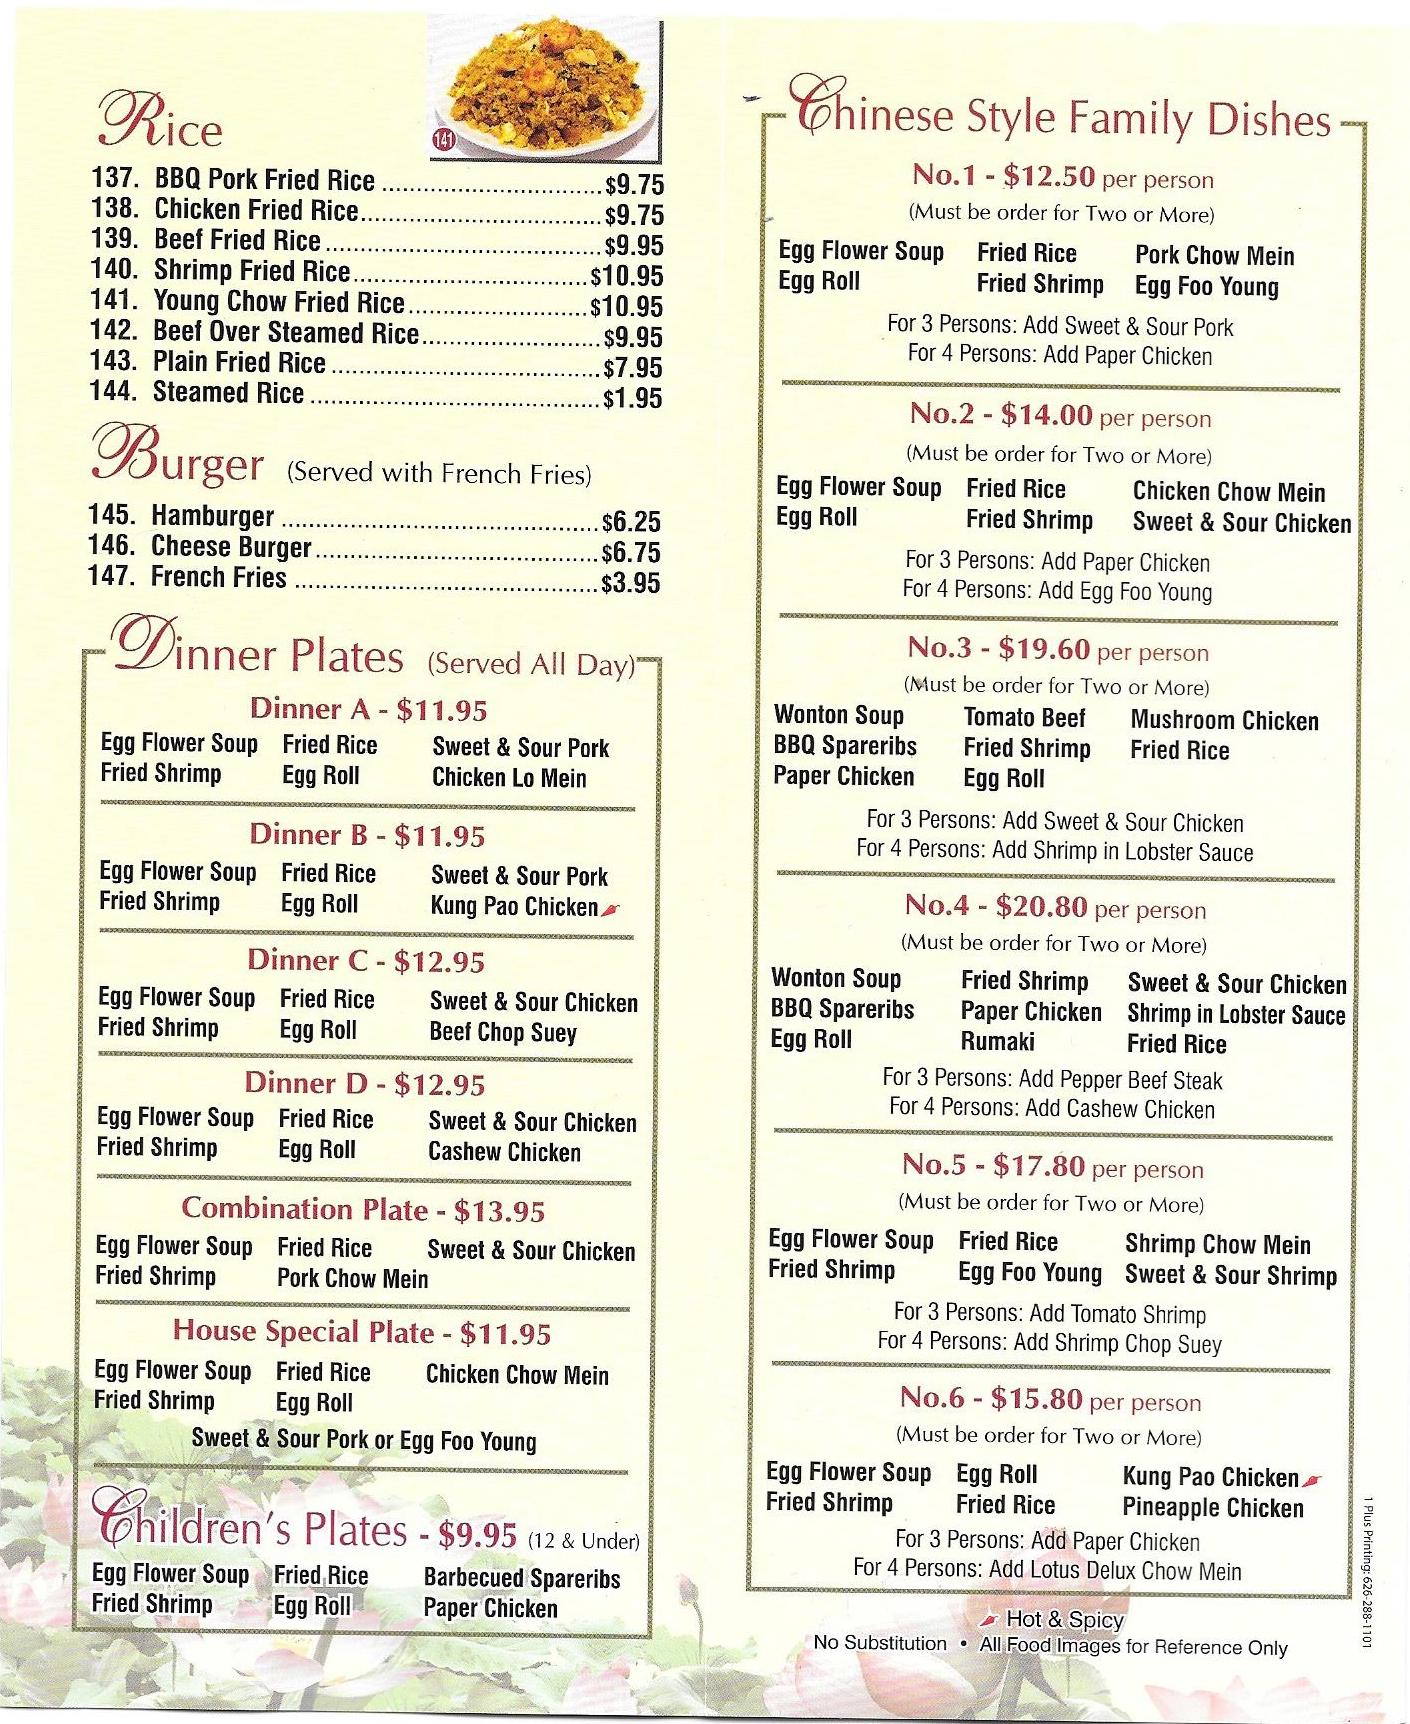 Rice
141
137. BBQ Pork Fried Rice ............................... $9.75
138. Chicken Fried Rice.................................. $9.75
139. Beef Fried Rice ....................................... $9.95
140. Shrimp Fried Rice................................. $10.95
141. Young Chow Fried Rice......................... $10.95
142. Beef Over Steamed Rice......................... $9.95
143. Plain Fried Rice ...................................... $7.95
144. Steamed Rice ......................................... $1.95
Burger (Served with French Fries)
145. Hamburger ............................................. $6.25
146. Cheese Burger........................................ $6.75
147. French Fries ........................................... $3.95
Dinner Plates (Served All Day)
Dinner A - $11.95
Egg Flower Soup Fried Rice Sweet & Sour Pork
Fried Shrimp Egg Roll Chicken Lo Mein
Dinner B - $11.95
Egg Flower Soup Fried Rice Sweet & Sour Pork
Fried Shrimp Egg Roll Kung Pao Chicken
Dinner C - $12.95
Egg Flower Soup Fried Rice Sweet & Sour Chicken
Fried Shrimp Egg Roll Beef Chop Suey
Dinner D - $12.95
Egg Flower Soup Fried Rice Sweet & Sour Chicken
Fried Shrimp Egg Roll Cashew Chicken
Combination Plate - $13.95
Egg Flower Soup Fried Rice Sweet & Sour Chicken
Fried Shrimp Pork Chow Mein
House Special Plate - $11.95
Egg Flower Soup Fried Rice Chicken Chow Mein
Fried Shrimp Egg Roll
Sweet & Sour Pork or Egg Foo Young
Children's Plates - $9.95 (12 & Under)
Egg Flower Soup Fried Rice Barbecued Spareribs
Fried Shrimp Egg Roll Paper Chicken
Chinese Style Family Dishes
No.1 - $12.50 per person
(Must be order for Two or More)
Egg Flower Soup Fried Rice Pork Chow Mein
Egg Roll Fried Shrimp Egg Foo Young
For 3 Persons: Add Sweet & Sour Pork
For 4 Persons: Add Paper Chicken
No.2 - $14.00 per person
(Must be order for Two or More)
Egg Flower Soup Fried Rice Chicken Chow Mein
Egg Roll Fried Shrimp Sweet & Sour Chicken
For 3 Persons: Add Paper Chicken
For 4 Persons: Add Egg Foo Young
No.3 - $19.60 per person
(Must be order for Two or More)
Wonton Soup Tomato Beef Mushroom Chicken
BBQ Spareribs Fried Shrimp Fried Rice
Paper Chicken Egg Roll
For 3 Persons: Add Sweet & Sour Chicken
For 4 Persons: Add Shrimp in Lobster Sauce
No.4 - $20.80 per person
(Must be order for Two or More)
Wonton Soup Fried Shrimp Sweet & Sour Chicken
BBQ Spareribs Paper Chicken Shrimp in Lobster Sauce
Egg Roll Rumaki Fried Rice
For 3 Persons: Add Pepper Beef Steak
For 4 Persons: Add Cashew Chicken
No.5 - $17.80 per person
(Must be order for Two or More)
Egg Flower Soup Fried Rice Shrimp Chow Mein
Fried Shrimp Egg Foo Young Sweet & Sour Shrimp
For 3 Persons: Add Tomato Shrimp
For 4 Persons: Add Shrimp Chop Suey
No.6 - $15.80 per person
(Must be order for Two or More)
Egg Flower Soup Egg Roll Kung Pao Chicken
Fried Shrimp Fried Rice Pineapple Chicken
For 3 Persons: Add Paper Chicken
For 4 Persons: Add Lotus Delux Chow Mein
Hot & Spicy
No Substitution • All Food Images for Reference Only
1 Plus Printing: 626-288-1101